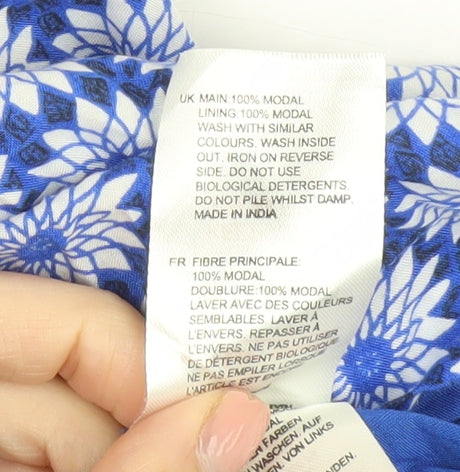 UK MAIN:100% MODAL
LINING:100% MODAL
WASH WITH SIMILAR
COLOURS. WASH INSIDE
OUT. IRON ON REVERSE
SIDE. DO NOT USE
BIOLOGICAL DETERGENTS.
DO NOT PILE WHILST DAMP.
MADE IN INDIA
FR FIBRE PRINCIPALE:
100% MODAL
DOUBLURE:100% MODAL
LAVER AVEC DES COULEURS
SEMBLABLES. LAVER À
L'ENVERS. REPASSER À
L'ENVERS. NE PAS UTILISER
DE DÉTERGENT BIOLOGIQUE.
NE PAS EMPILER LORSQUE
L'ARTICLE EST
MODAL
FARBEN
WASCHEN. AUF
VON LINKS